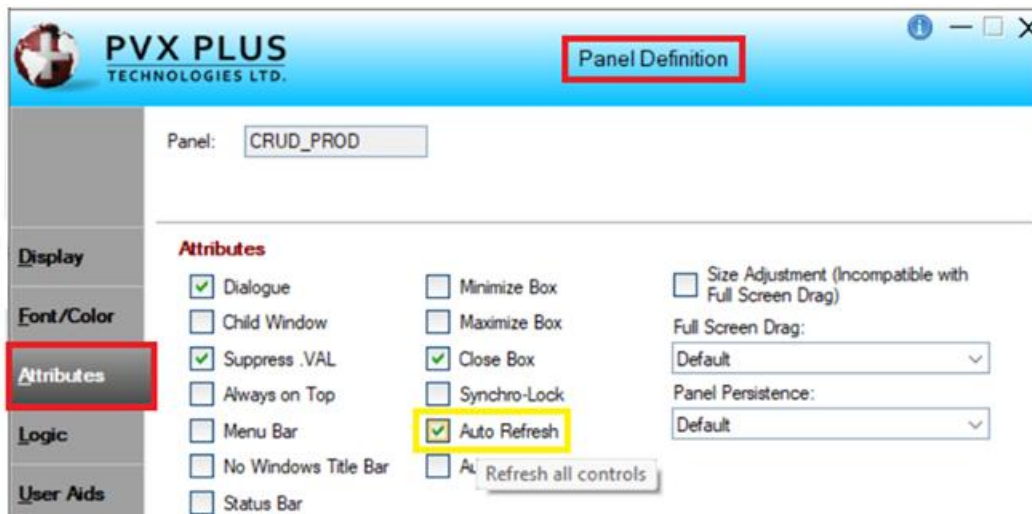 PVX PLUS
TECHNOLOGIES LTD.
Panel Definition
Panel: CRUD_PROD
Display
Font/Color
Attributes
Logic
User Aids
Attributes
Dialogue
Child Window
Suppress .VAL
Always on Top
Menu Bar
No Windows Title Bar
Status Bar
Minimize Box
Maximize Box
Close Box
Synchro-Lock
Auto Refresh
Refresh all controls
Size Adjustment (Incompatible with
Full Screen Drag)
Full Screen Drag:
Default
Panel Persistence:
Default